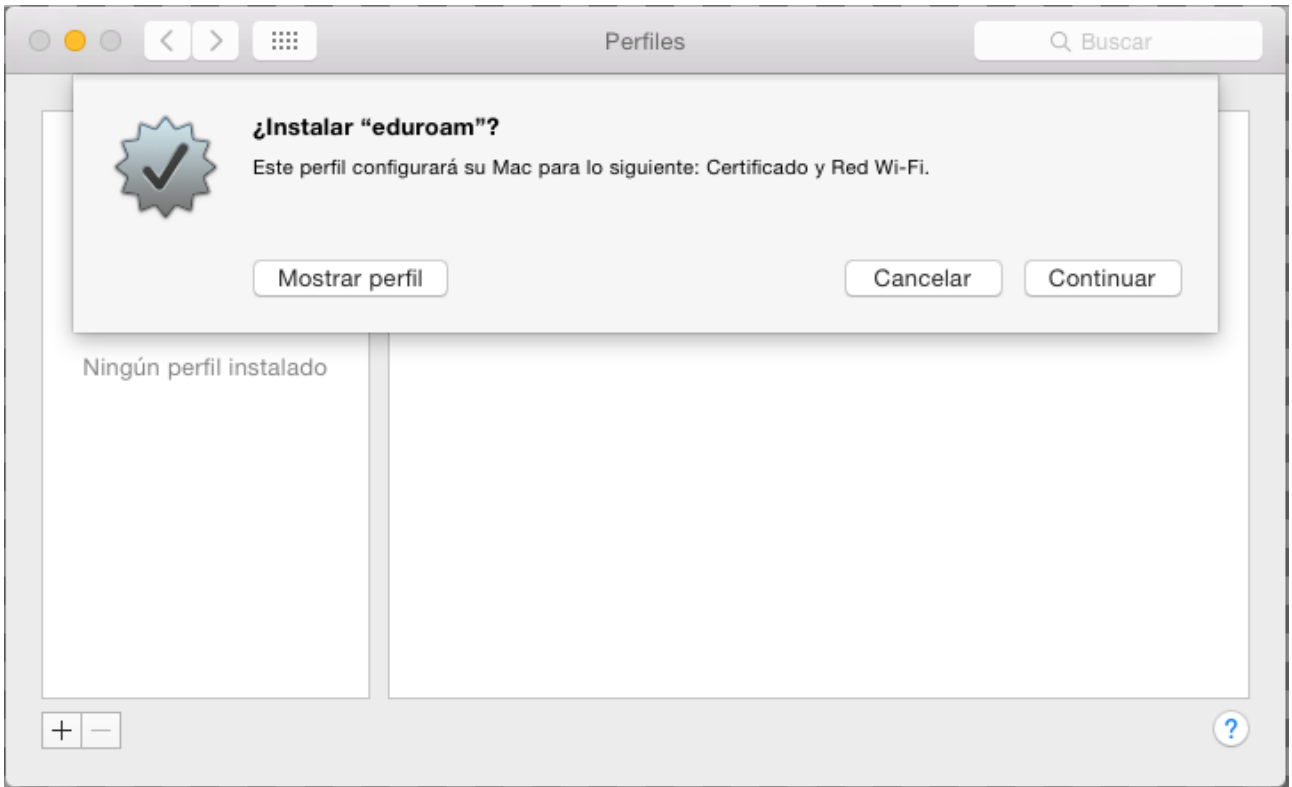 Perfiles
Buscar
¿Instalar “eduroam”?
Este perfil configurará su Mac para lo siguiente: Certificado y Red Wi-Fi.
Mostrar perfil
Cancelar
Continuar
Ningún perfil instalado
+
−
?